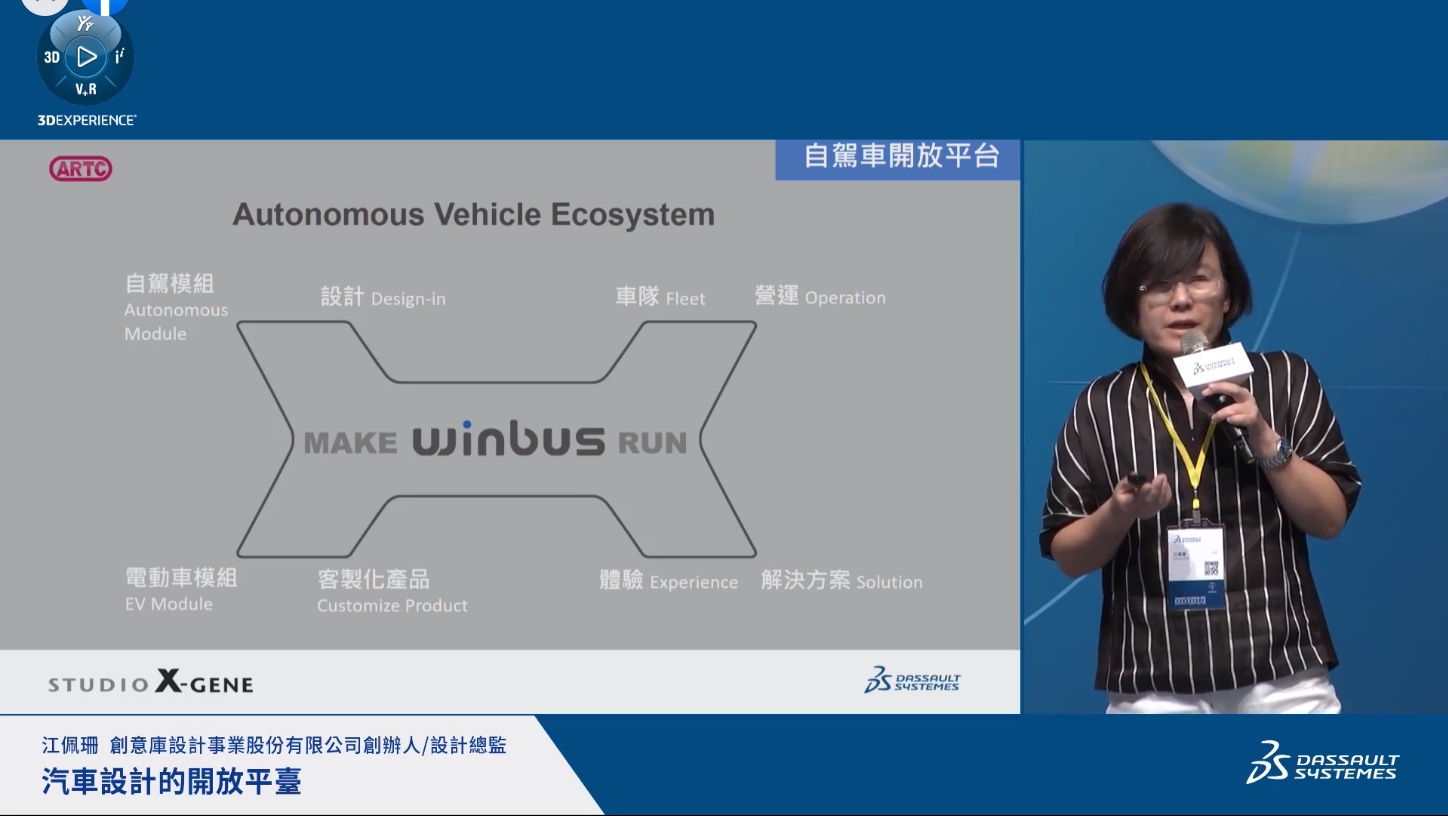 3D
V+R
3DEXPERIENCE
ARTC
自駕車開放平台
Autonomous Vehicle Ecosystem
自駕模組
Autonomous
Module
設計 Design-in
車隊 Fleet
營運 Operation
MAKE winbus RUN
電動車模組
EV Module
客製化產品
Customize Product
體驗 Experience
解決方案 Solution
STUDIO X-GENE
DASSAULT
SYSTEMES
DASSAULT
SYSTEMES
江佩珊 創意庫設計事業股份有限公司創辦人/設計總監
汽車設計的開放平臺
DASSAULT
SYSTEMES